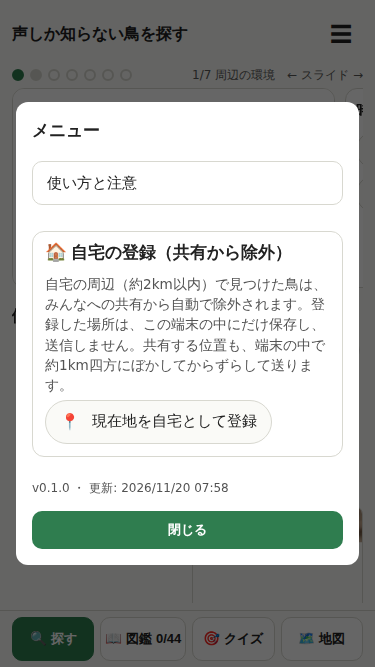 声しか知らない鳥を探す
1/7 周辺の環境 ← スライド →
メニュー
使い方と注意
🏠 自宅の登録（共有から除外）
自宅の周辺（約2km以内）で見つけた鳥は、
みんなへの共有から自動で除外されます。登
録した場所は、この端末の中にだけ保存し、
送信しません。共有する位置も、端末の中で
約1km四方にぼかしてからずらして送りま
す。
📍 現在地を自宅として登録
v0.1.0 ・ 更新: 2026/11/20 07:58
閉じる
🔍 探す 📖 図鑑 0/44 🎯 クイズ 🗺️ 地図